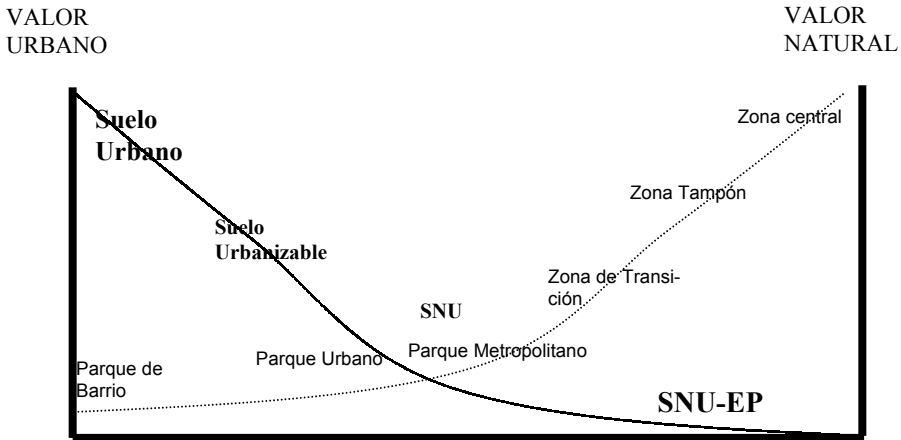 VALOR
URBANO
VALOR
NATURAL
Suelo
Urbano
Zona central
Zona Tampón
Suelo
Urbanizable
Zona de Transi-
ción
SNU
Parque Urbano
Parque Metropolitano
Parque de
Barrio
SNU-EP